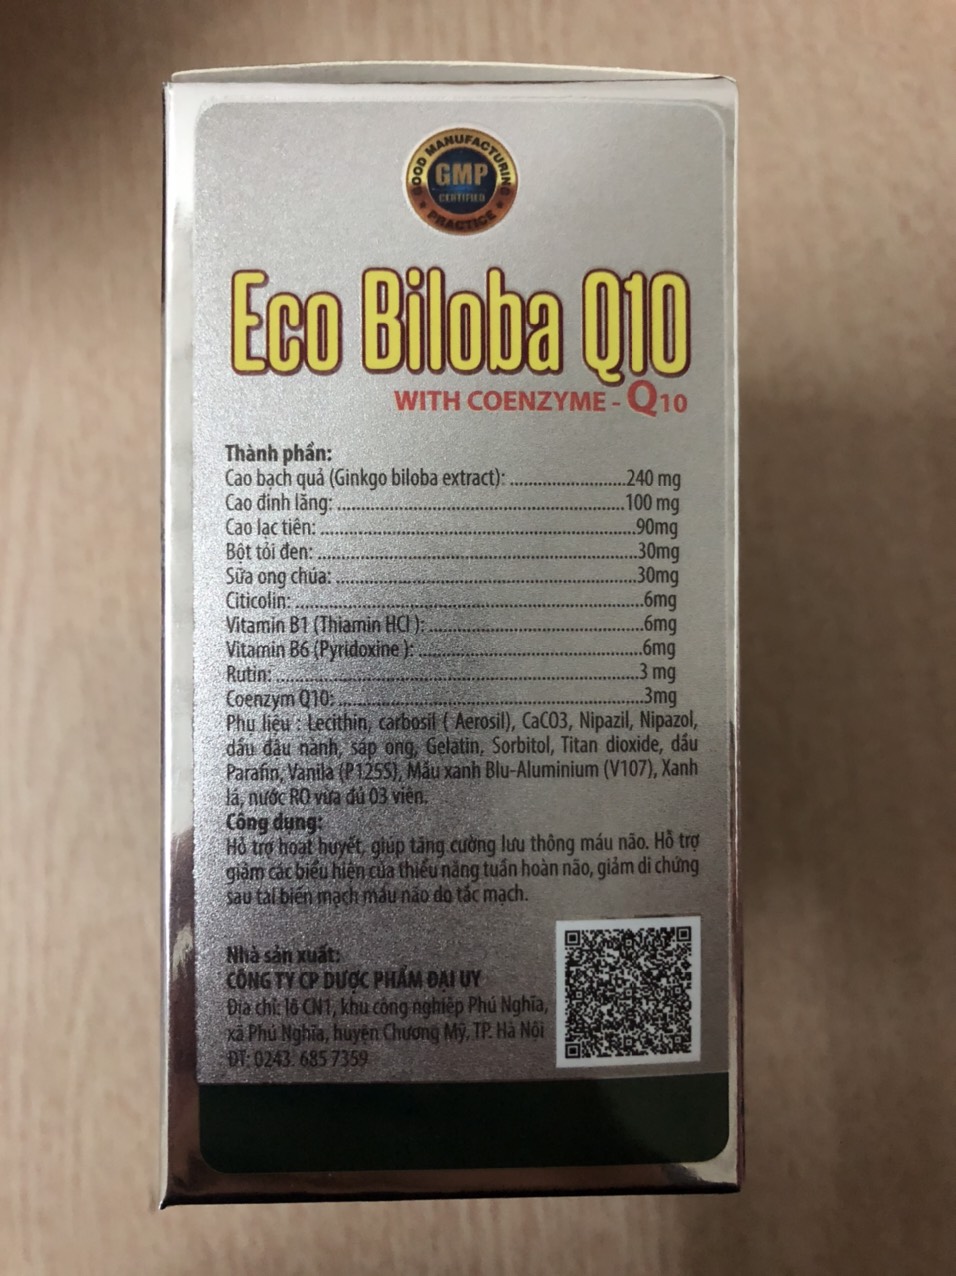 GOOD MANUFACTURING
GMP
CERTIFIED
PRACTICE
Eco Biloba Q10
WITH COENZYME - Q10
Thành phần:
Cao bạch quả (Ginkgo biloba extract): ........................240 mg
Cao đinh lăng: ............................................................100 mg
Cao lạc tiên: .................................................................90mg
Bột tỏi đen: ...................................................................30mg
Sữa ong chúa: ...............................................................30mg
Citicolin: .........................................................................6mg
Vitamin B1 (Thiamin HCl ): .............................................6mg
Vitamin B6 (Pyridoxine ): ...............................................6mg
Rutin: ............................................................................3 mg
Coenzym Q10: .................................................................3mg
Phụ liệu : Lecithin, carbosil ( Aerosil), CaCO3, Nipazil, Nipazol,
dầu đậu nành, sáp ong, Gelatin, Sorbitol, Titan dioxide, dầu
Parafin, Vanila (P125S), Mầu xanh Blu-Aluminium (V107), Xanh
lá, nước RO vừa đủ 03 viên.
Công dụng:
Hỗ trợ hoạt huyết, giúp tăng cường lưu thông máu não. Hỗ trợ
giảm các biểu hiện của thiểu năng tuần hoàn não, giảm di chứng
sau tai biến mạch máu não do tắc mạch.
Nhà sản xuất:
CÔNG TY CP DƯỢC PHẨM ĐẠI UY
Địa chỉ: lô CN1, khu công nghiệp Phú Nghĩa,
xã Phú Nghĩa, huyện Chương Mỹ, TP. Hà Nội
ĐT: 0243. 685 7359